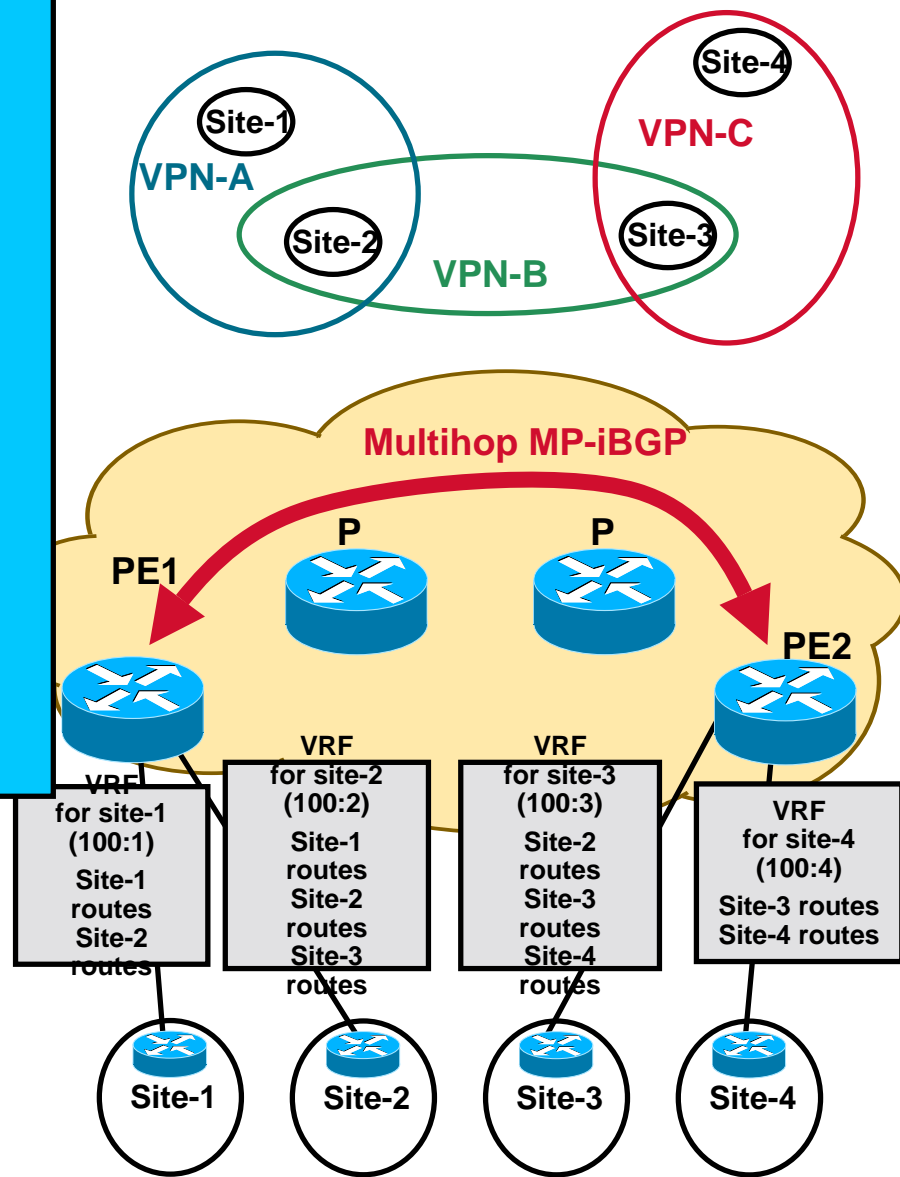 Site-4
Site-1
VPN-C
VPN-A
Site-2
Site-3
VPN-B
Multihop MP-iBGP
P
P
PE1
PE2
VRF
for site-1
(100:1)
Site-1
routes
Site-2
routes
VRF
for site-2
(100:2)
Site-1
routes
Site-2
routes
Site-3
routes
VRF
for site-3
(100:3)
Site-2
routes
Site-3
routes
Site-4
routes
VRF
for site-4
(100:4)
Site-3 routes
Site-4 routes
Site-1
Site-2
Site-3
Site-4